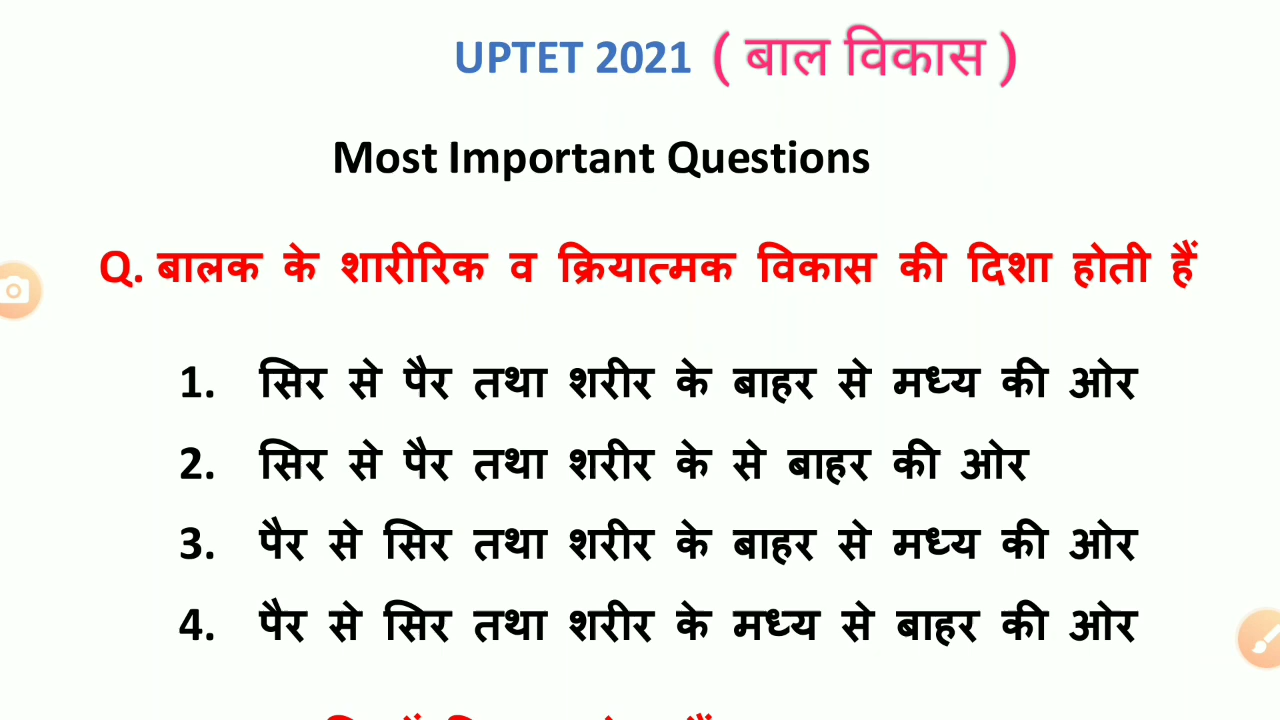 UPTET 2021 ( बाल विकास )
Most Important Questions
Q. बालक के शारीरिक व क्रियात्मक विकास की दिशा होती हैं
1. सिर से पैर तथा शरीर के बाहर से मध्य की ओर
2. सिर से पैर तथा शरीर के से बाहर की ओर
3. पैर से सिर तथा शरीर के बाहर से मध्य की ओर
4. पैर से सिर तथा शरीर के मध्य से बाहर की ओर